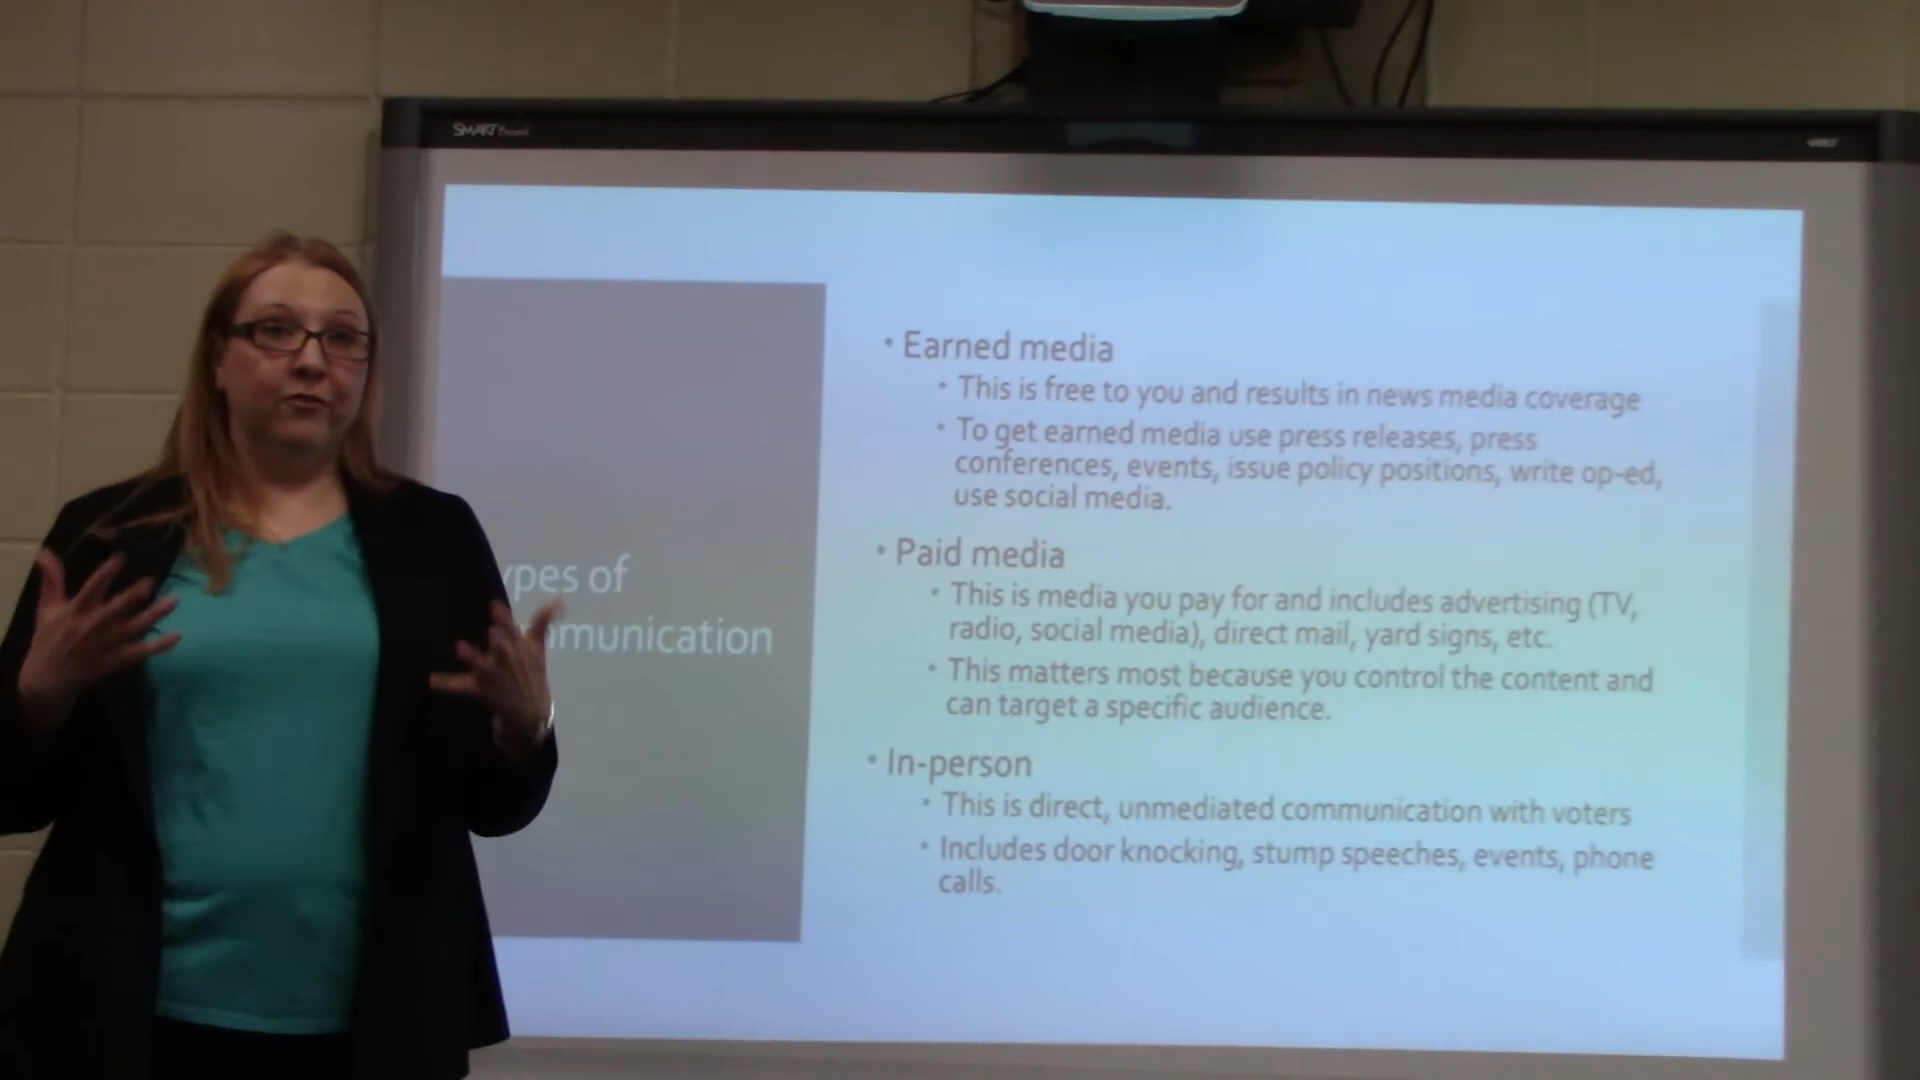 SMART Board
ypes of
mmunication
• Earned media
• This is free to you and results in news media coverage
• To get earned media use press releases, press
conferences, events, issue policy positions, write op-ed,
use social media.
• Paid media
• This is media you pay for and includes advertising (TV,
radio, social media), direct mail, yard signs, etc.
• This matters most because you control the content and
can target a specific audience.
• In-person
• This is direct, unmediated communication with voters
• Includes door knocking, stump speeches, events, phone
calls.